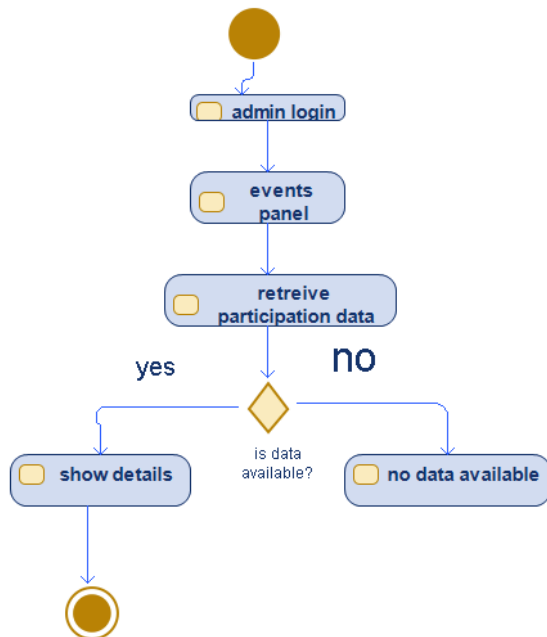 admin login
events
panel
retreive
participation data
yes
no
is data
available?
show details
no data available